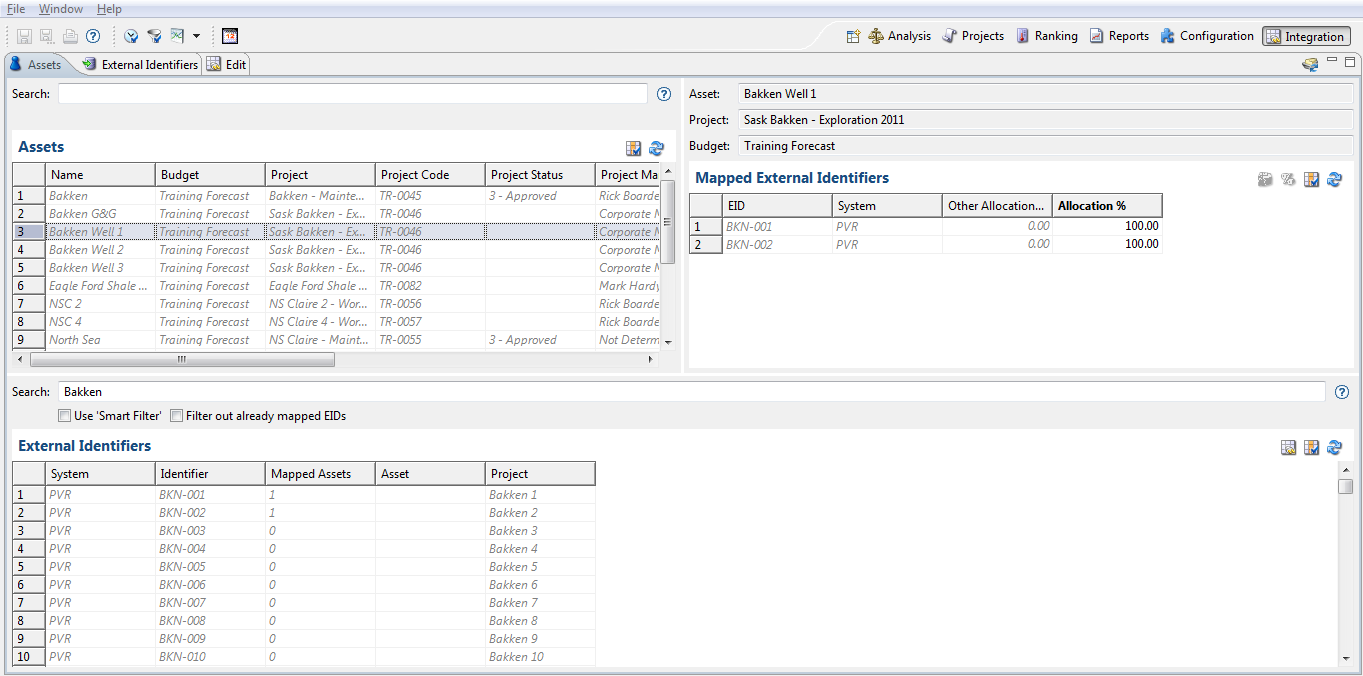 File Window Help
12
Analysis Projects Ranking Reports Configuration Integration
Assets External Identifiers Edit
Search:
Assets
Name Budget Project Project Code Project Status Project Ma
1 Bakken Training Forecast Bakken - Mainte... TR-0045 3 - Approved Rick Boarde
2 Bakken G&G Training Forecast Sask Bakken - Ex... TR-0046 Corporate M
3 Bakken Well 1 Training Forecast Sask Bakken - Ex... TR-0046 Corporate M
4 Bakken Well 2 Training Forecast Sask Bakken - Ex... TR-0046 Corporate M
5 Bakken Well 3 Training Forecast Sask Bakken - Ex... TR-0046 Corporate M
6 Eagle Ford Shale ... Training Forecast Eagle Ford Shale ... TR-0082 Mark Hardy
7 NSC 2 Training Forecast NS Claire 2 - Wor... TR-0056 Rick Boarde
8 NSC 4 Training Forecast NS Claire 4 - Wor... TR-0057 Rick Boarde
9 North Sea Training Forecast NS Claire - Maint... TR-0055 3 - Approved Not Determ
Asset: Bakken Well 1
Project: Sask Bakken - Exploration 2011
Budget: Training Forecast
Mapped External Identifiers
EID System Other Allocation... Allocation %
1 BKN-001 PVR 0.00 100.00
2 BKN-002 PVR 0.00 100.00
Search: Bakken
Use 'Smart Filter' Filter out already mapped EIDs
External Identifiers
System Identifier Mapped Assets Asset Project
1 PVR BKN-001 1 Bakken 1
2 PVR BKN-002 1 Bakken 2
3 PVR BKN-003 0 Bakken 3
4 PVR BKN-004 0 Bakken 4
5 PVR BKN-005 0 Bakken 5
6 PVR BKN-006 0 Bakken 6
7 PVR BKN-007 0 Bakken 7
8 PVR BKN-008 0 Bakken 8
9 PVR BKN-009 0 Bakken 9
10 PVR BKN-010 0 Bakken 10